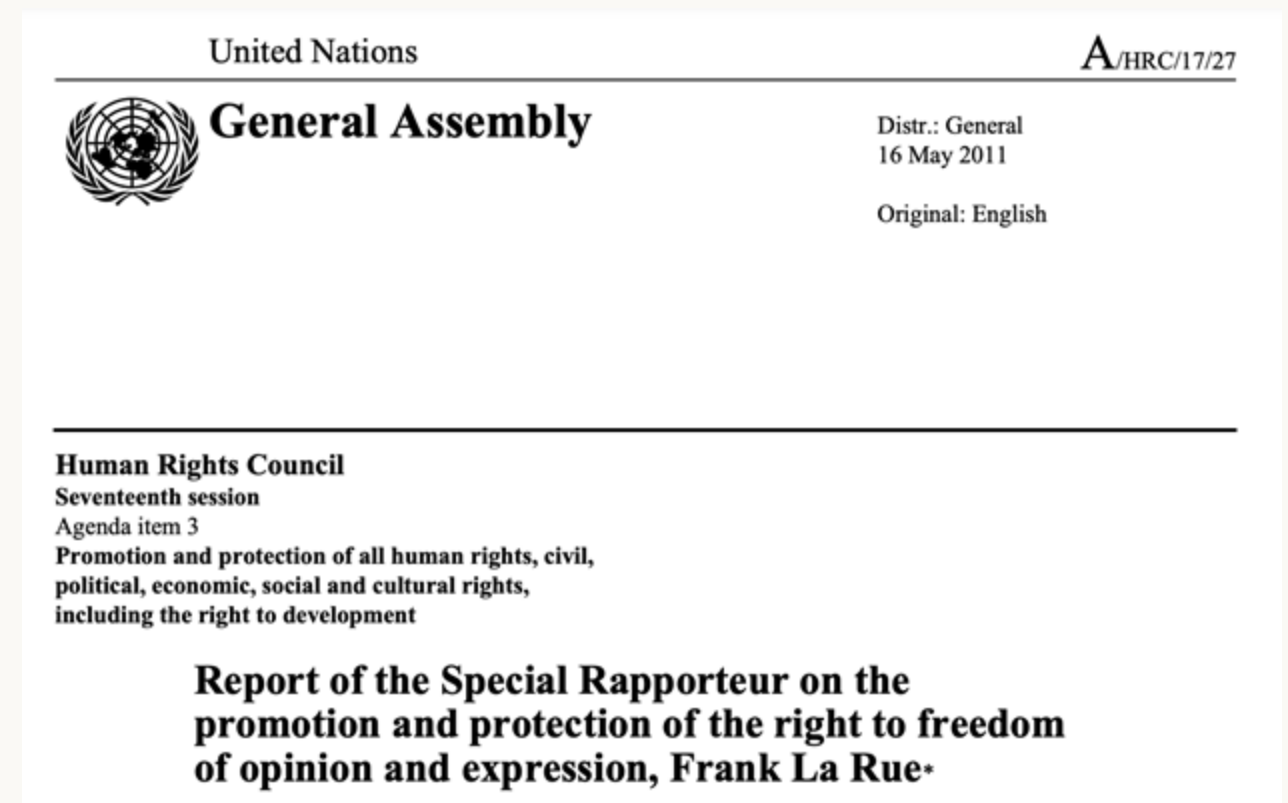 United Nations
A/HRC/17/27
General Assembly
Distr.: General
16 May 2011
Original: English
Human Rights Council
Seventeenth session
Agenda item 3
Promotion and protection of all human rights, civil,
political, economic, social and cultural rights,
including the right to development
Report of the Special Rapporteur on the
promotion and protection of the right to freedom
of opinion and expression, Frank La Rue*